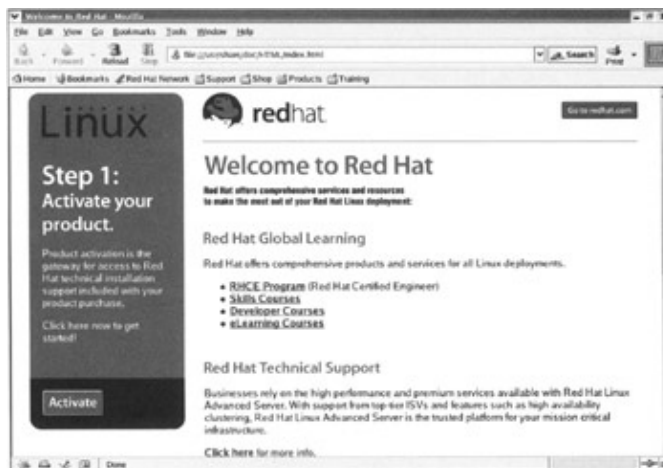 Welcome to Red Hat - Mozilla
File Edit View Go Bookmarks Tools Window Help
Back Forward Reload Stop Search Print
Home Bookmarks Red Hat Network Support Shop Products Training
Linux
Step 1:
Activate your
product.
Product activation is the
gateway for access to Red
Hat technical installation
support included with your
product purchase.
Click here now to get
started!
Activate
redhat
Go to redhat.com
Welcome to Red Hat
Red Hat offers comprehensive services and resources
to make the most out of your Red Hat Linux deployment:
Red Hat Global Learning
Red Hat offers comprehensive products and services for all Linux deployments.
• RHCE Program (Red Hat Certified Engineer)
• Skills Courses
• Developer Courses
• eLearning Courses
Red Hat Technical Support
Businesses rely on the high performance and premium services available with Red Hat Linux
Advanced Server. With support from top-tier ISVs and features such as high availability
clustering, Red Hat Linux Advanced Server is the trusted platform for your mission critical
infrastructure.
Click here for more info.
Done